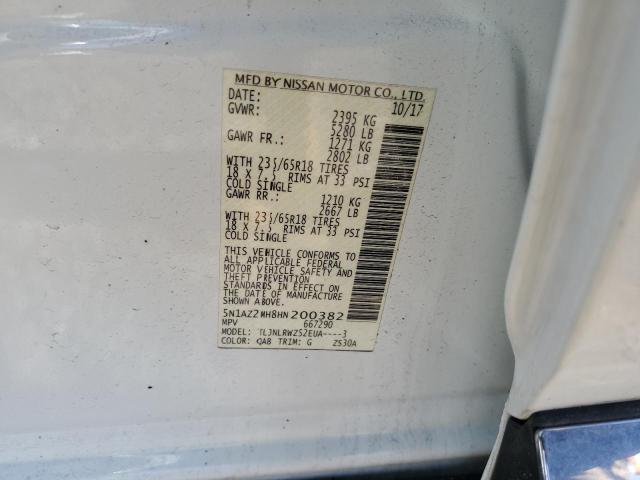 MFD BY NISSAN MOTOR CO., LTD.
DATE: 10/17
GVWR: 2395 KG
5280 LB
GAWR FR.: 1271 KG
2802 LB
WITH 235/65R18 TIRES
18 X 7.5 RIMS AT 33 PSI
COLD SINGLE
GAWR RR.: 1210 KG
2667 LB
WITH 235/65R18 TIRES
18 X 7.5 RIMS AT 33 PSI
COLD SINGLE
THIS VEHICLE CONFORMS TO
ALL APPLICABLE FEDERAL
MOTOR VEHICLE SAFETY AND
THEFT PREVENTION
STANDARDS IN EFFECT ON
THE DATE OF MANUFACTURE
SHOWN ABOVE.
5N1AZ2MH8HN200382
MPV 667290
MODEL: TLJNLRWZ52EUA----3
COLOR: QAB TRIM: G ZS30A